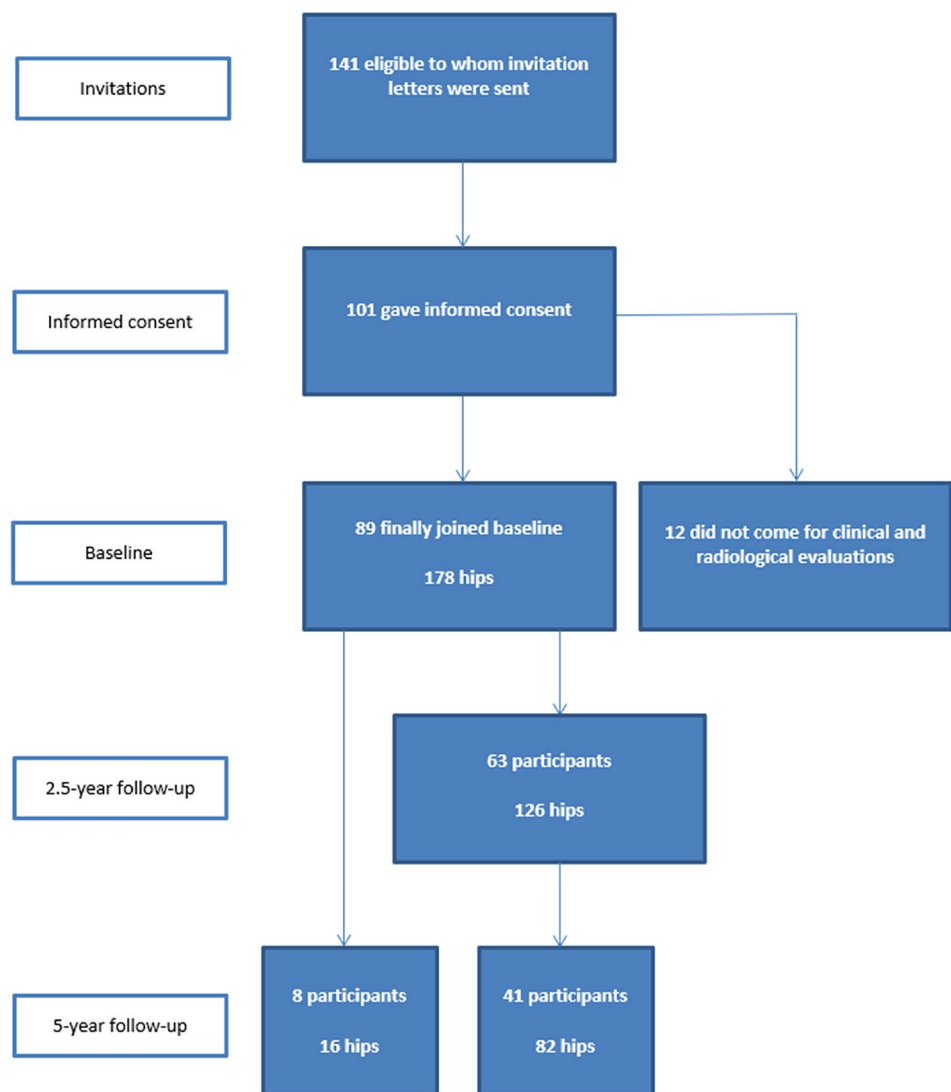 Invitations
141 eligible to whom invitation
letters were sent
Informed consent
101 gave informed consent
Baseline
89 finally joined baseline
178 hips
12 did not come for clinical and
radiological evaluations
2.5-year follow-up
63 participants
126 hips
5-year follow-up
8 participants
16 hips
41 participants
82 hips